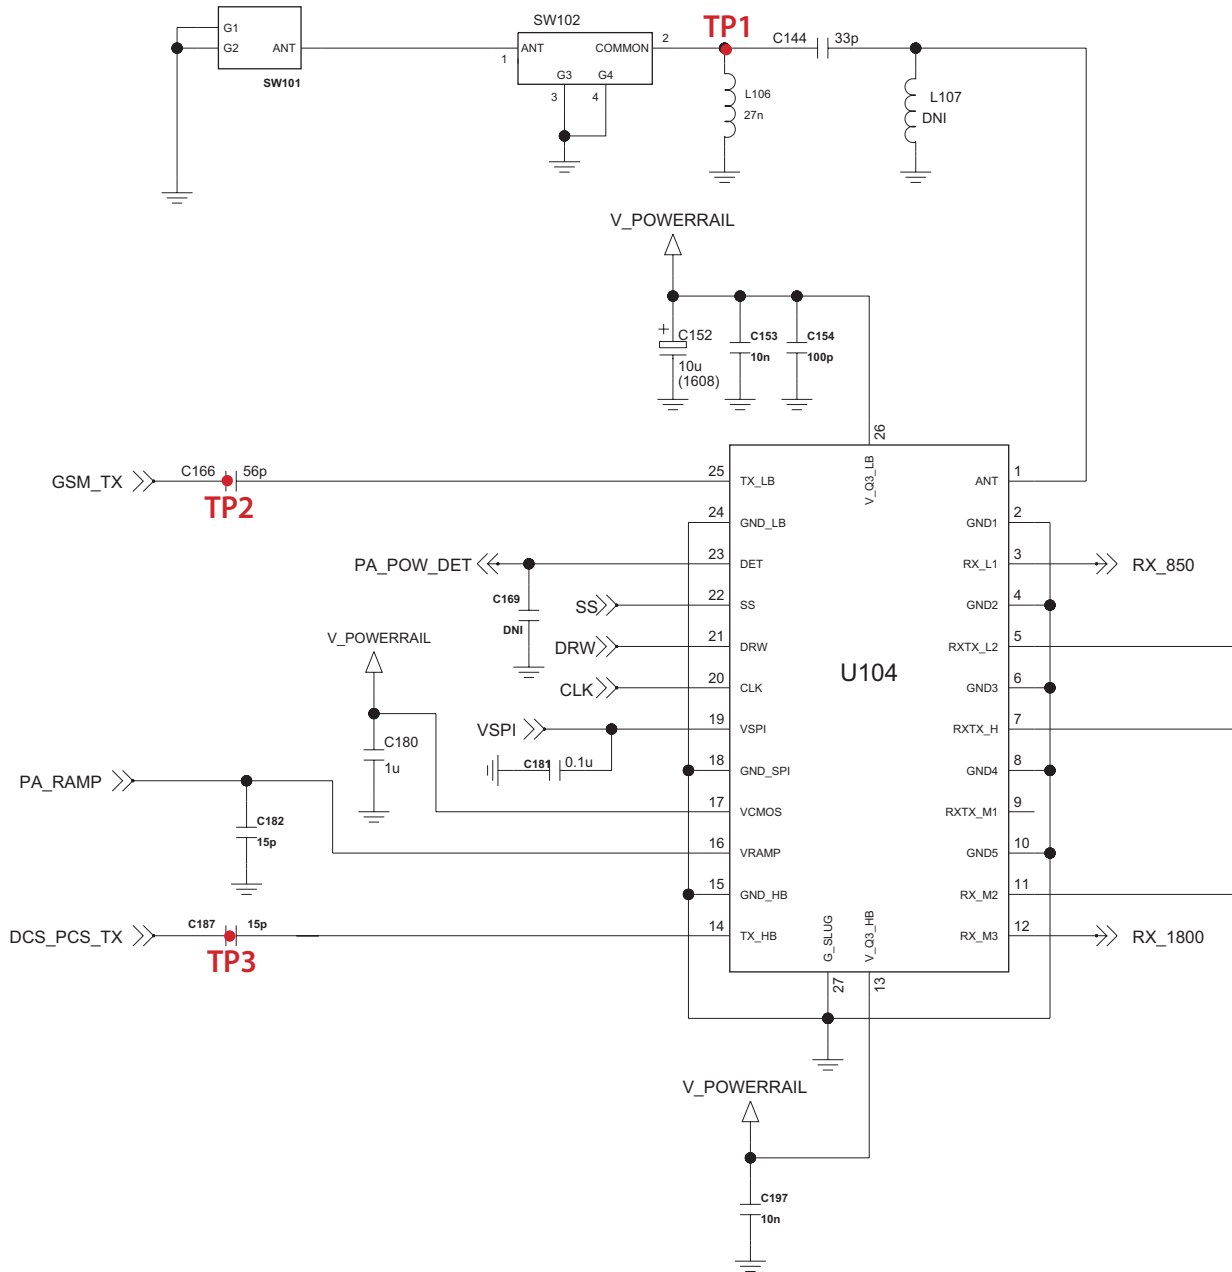 G1
G2
ANT
SW101
SW102
ANT
COMMON
1
2
G3
G4
3
4
TP1
C144
33p
L106
27n
L107
DNI
V_POWERRAIL
+
C152
10u
(1608)
C153
10n
C154
100p
26
V_Q3_LB
GSM_TX
C166
56p
TP2
25
TX_LB
ANT
1
24
GND_LB
GND1
2
PA_POW_DET
23
DET
RX_L1
3
RX_850
C169
DNI
SS
22
SS
GND2
4
V_POWERRAIL
DRW
21
DRW
RXTX_L2
5
U104
CLK
20
CLK
GND3
6
VSPI
19
VSPI
RXTX_H
7
C180
1u
C181
0.1u
18
GND_SPI
GND4
8
PA_RAMP
17
VCMOS
RXTX_M1
9
C182
15p
16
VRAMP
GND5
10
15
GND_HB
RX_M2
11
DCS_PCS_TX
C187
15p
TP3
14
TX_HB
RX_M3
12
RX_1800
G_SLUG
V_Q3_HB
27
13
V_POWERRAIL
C197
10n